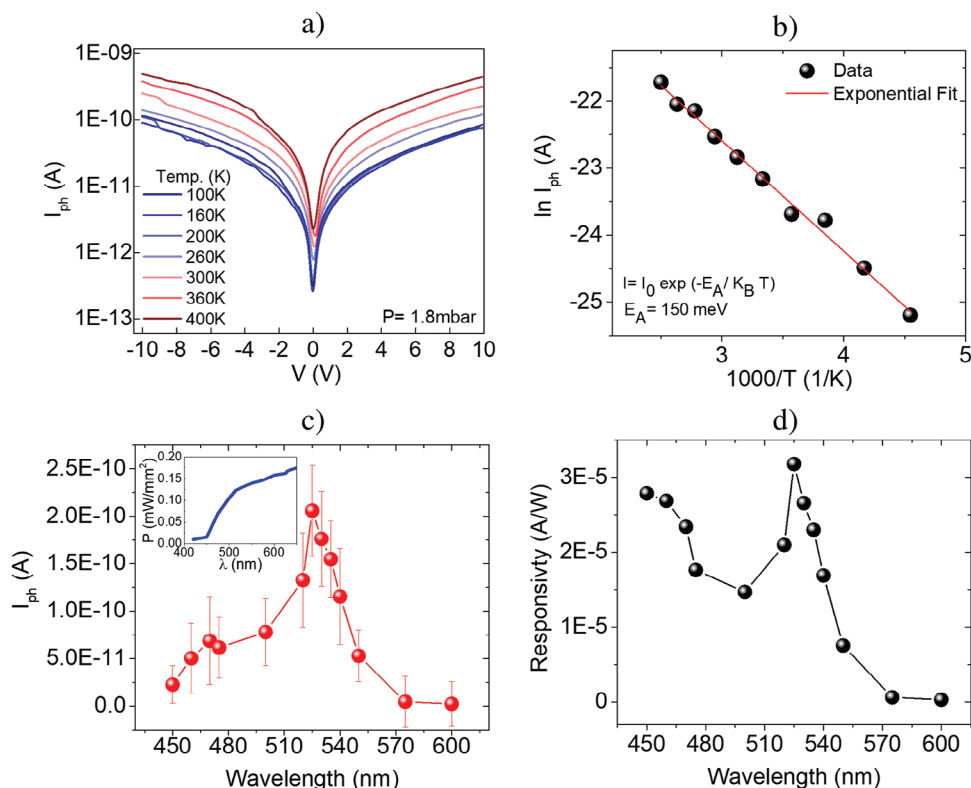 a)
1E-09
1E-10
1E-11
1E-12
1E-13
I_ph (A)
Temp. (K)
100K
160K
200K
260K
300K
360K
400K
P= 1.8mbar
-10 -8 -6 -4 -2 0 2 4 6 8 10
V (V)
b)
-22
-23
-24
-25
ln I_ph (A)
Data
Exponential Fit
I= I_0 exp (-E_A/ K_B T)
E_A= 150 meV
3 4 5
1000/T (1/K)
c)
2.5E-10
2.0E-10
1.5E-10
1.0E-10
5.0E-11
0.0
I_ph (A)
0.20
0.15
0.10
0.05
0.00
P (mW/mm²)
400 500 600
λ (nm)
450 480 510 540 570 600
Wavelength (nm)
d)
3E-5
2E-5
1E-5
0
Responsivty (A/W)
450 480 510 540 570 600
Wavelength (nm)